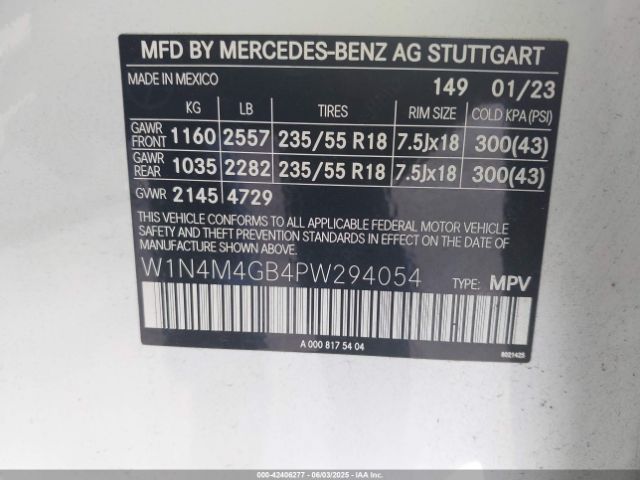 MFD BY MERCEDES-BENZ AG STUTTGART
MADE IN MEXICO 149 01/23
KG LB TIRES RIM SIZE COLD KPA(PSI)
GAWR FRONT 1160 2557 235/55 R18 7.5Jx18 300(43)
GAWR REAR 1035 2282 235/55 R18 7.5Jx18 300(43)
GVWR 2145 4729
THIS VEHICLE CONFORMS TO ALL APPLICABLE FEDERAL MOTOR VEHICLE
SAFETY AND THEFT PREVENTION STANDARDS IN EFFECT ON THE DATE
OF MANUFACTURE SHOWN ABOVE.
W1N4M4GB4PW294054 TYPE: MPV
A 000 817 54 04 8021425
000-42406277 - 06/03/2025 - COPART / IAA